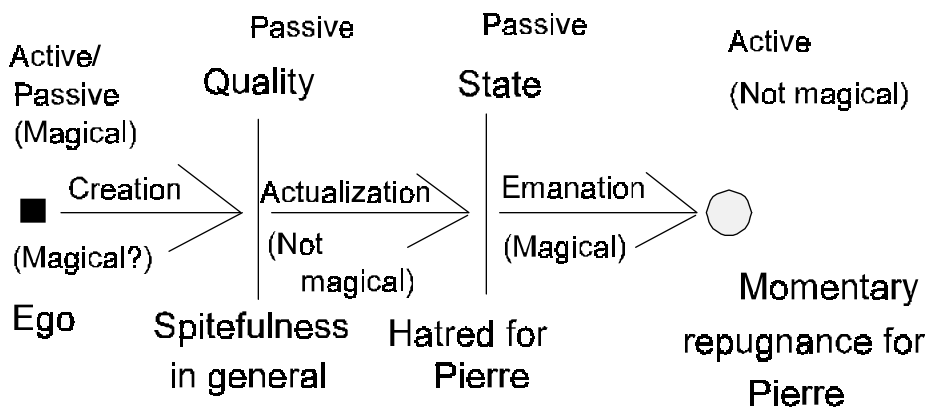 Active/
Passive
(Magical)
Passive
Quality
Passive
State
Active
(Not magical)
Creation
(Magical?)
Actualization
(Not
magical)
Emanation
(Magical)
Ego
Spitefulness
in general
Hatred for
Pierre
Momentary
repugnance for
Pierre